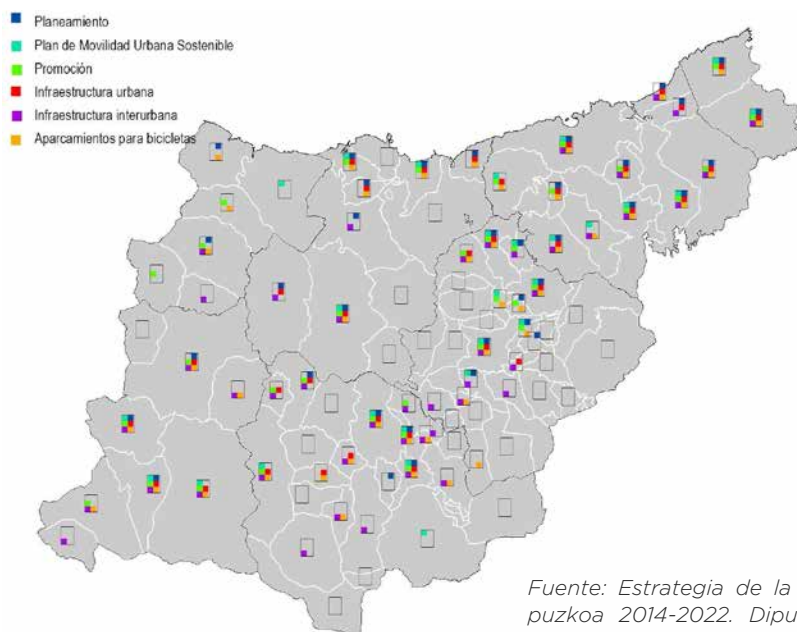 Planeamiento
Plan de Movilidad Urbana Sostenible
Promoción
Infraestructura urbana
Infraestructura interurbana
Aparcamientos para bicicletas
Fuente: Estrategia de la
puzkoa 2014-2022. Dipu